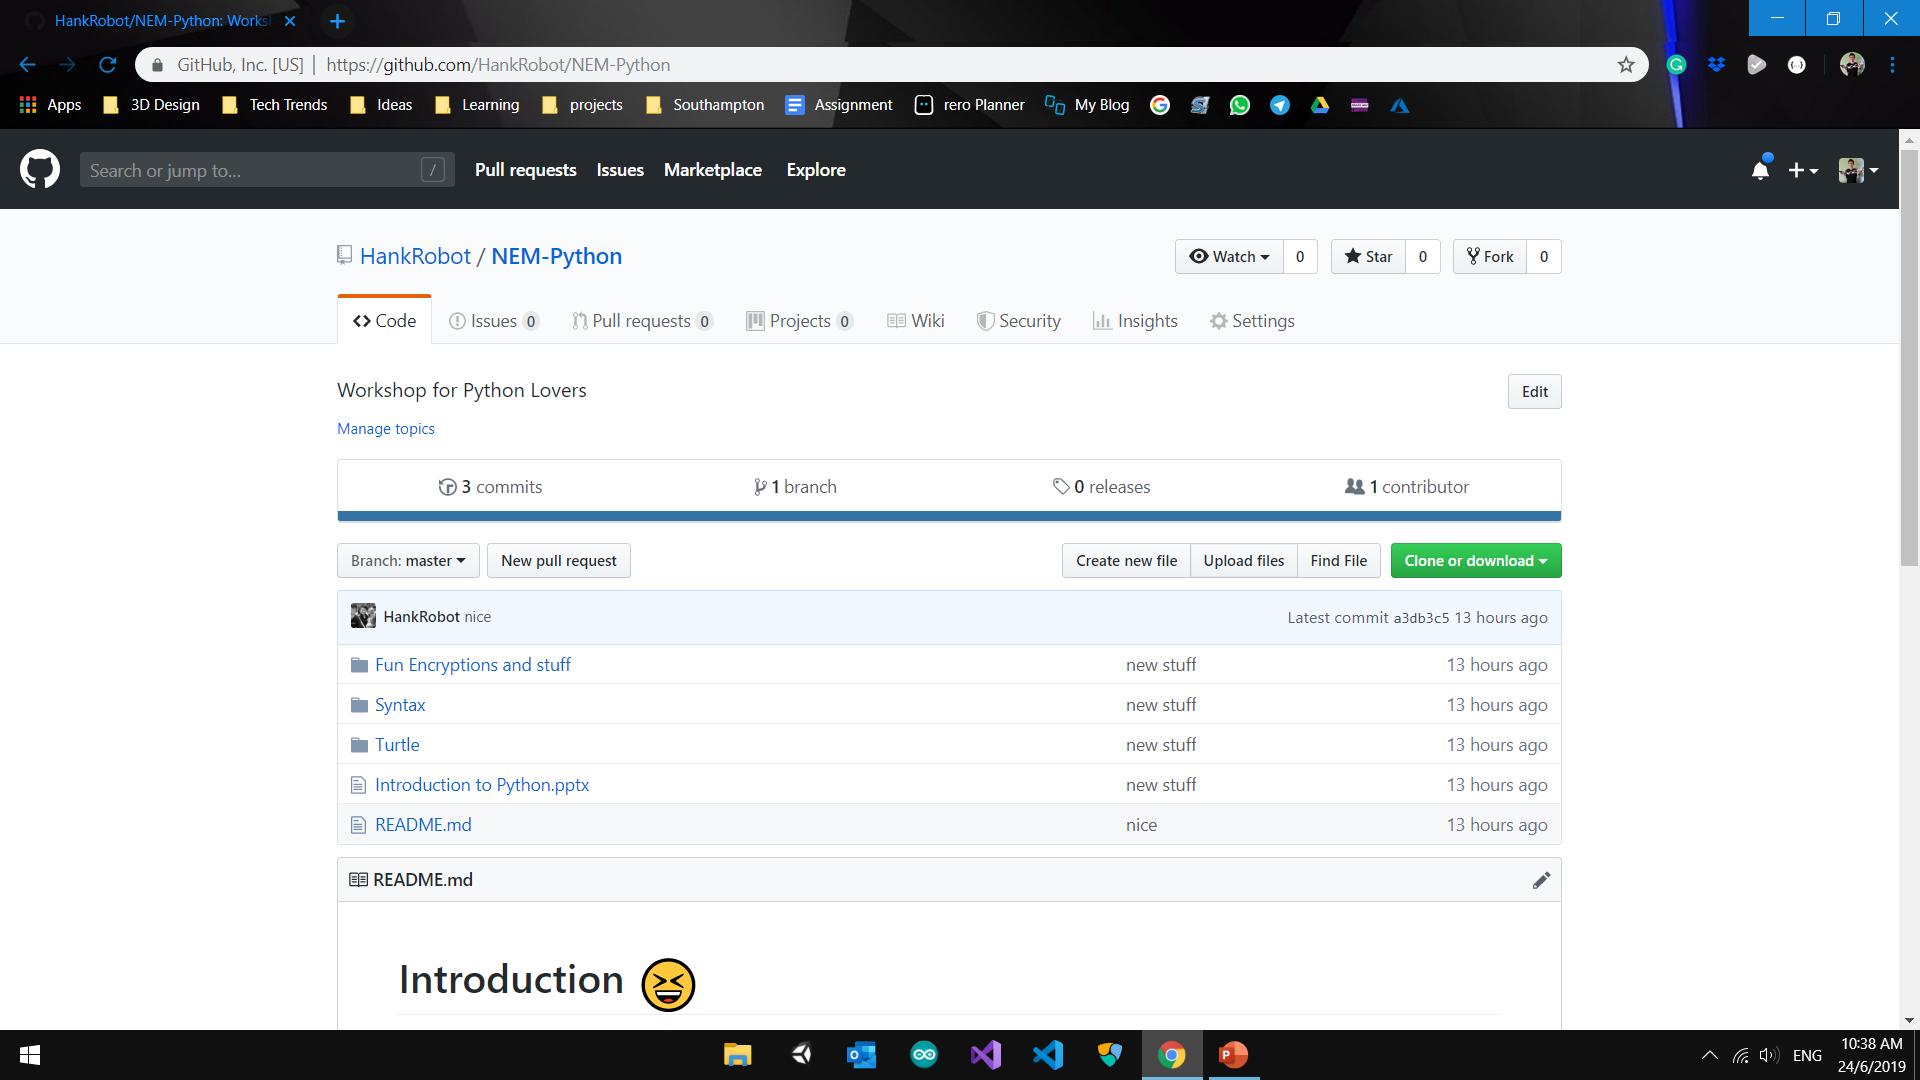 HankRobot/NEM-Python: Works
GitHub, Inc. [US] | https://github.com/HankRobot/NEM-Python
Apps 3D Design Tech Trends Ideas Learning projects Southampton Assignment rero Planner My Blog
Search or jump to... / Pull requests Issues Marketplace Explore
HankRobot / NEM-Python Watch 0 Star 0 Fork 0
Code Issues 0 Pull requests 0 Projects 0 Wiki Security Insights Settings
Workshop for Python Lovers Edit
Manage topics
3 commits 1 branch 0 releases 1 contributor
Branch: master New pull request Create new file Upload files Find File Clone or download
HankRobot nice Latest commit a3db3c5 13 hours ago
Fun Encryptions and stuff new stuff 13 hours ago
Syntax new stuff 13 hours ago
Turtle new stuff 13 hours ago
Introduction to Python.pptx new stuff 13 hours ago
README.md nice 13 hours ago
README.md
Introduction 😆
ENG 10:38 AM
24/6/2019